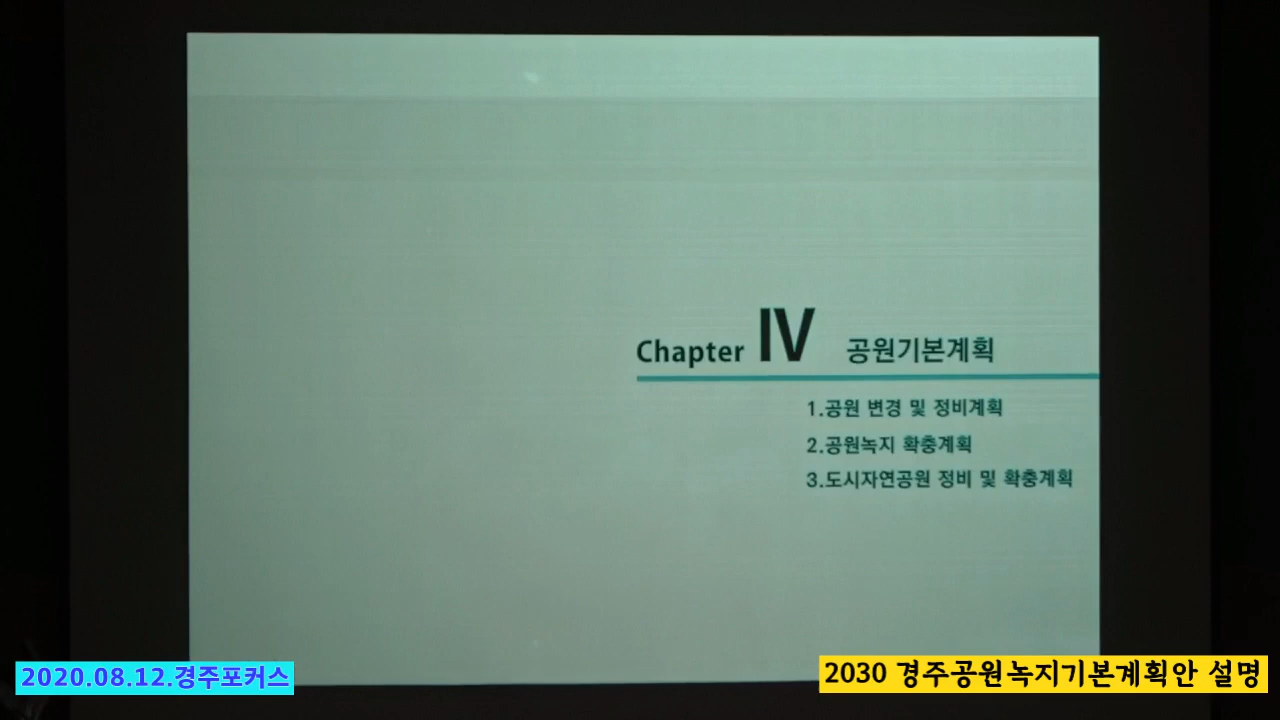 Chapter IV 공원기본계획
1.공원 변경 및 정비계획
2.공원녹지 확충계획
3.도시자연공원 정비 및 확충계획
2020.08.12.경주포커스
2030 경주공원녹지기본계획안 설명